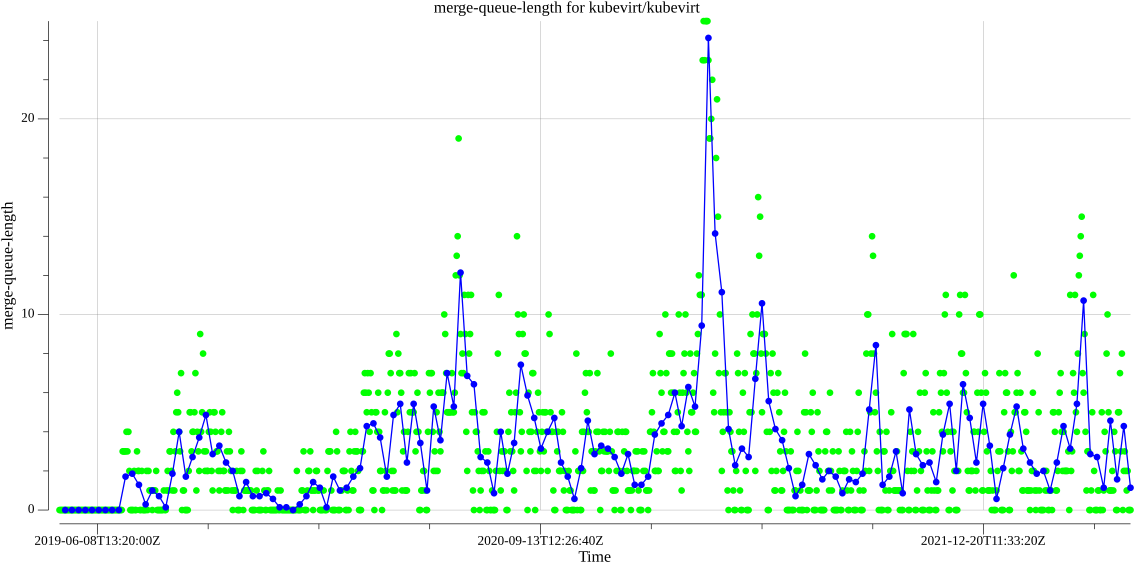 merge-queue-length for kubevirt/kubevirt
merge-queue-length
20
10
0
2019-06-08T13:20:00Z
2020-09-13T12:26:40Z
2021-12-20T11:33:20Z
Time